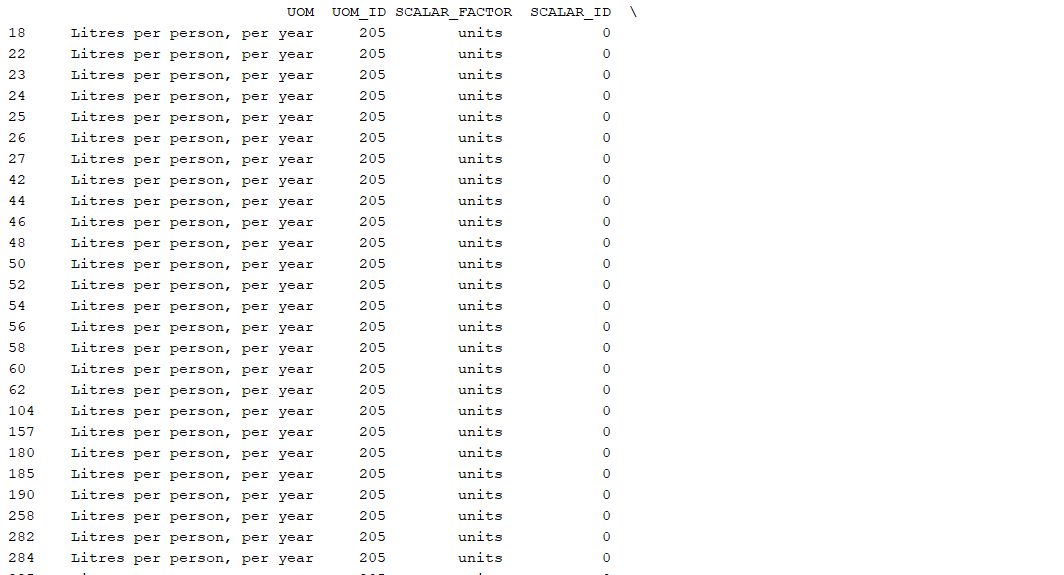 UOM UOM_ID SCALAR_FACTOR SCALAR_ID \
18 Litres per person, per year 205 units 0
22 Litres per person, per year 205 units 0
23 Litres per person, per year 205 units 0
24 Litres per person, per year 205 units 0
25 Litres per person, per year 205 units 0
26 Litres per person, per year 205 units 0
27 Litres per person, per year 205 units 0
42 Litres per person, per year 205 units 0
44 Litres per person, per year 205 units 0
46 Litres per person, per year 205 units 0
48 Litres per person, per year 205 units 0
50 Litres per person, per year 205 units 0
52 Litres per person, per year 205 units 0
54 Litres per person, per year 205 units 0
56 Litres per person, per year 205 units 0
58 Litres per person, per year 205 units 0
60 Litres per person, per year 205 units 0
62 Litres per person, per year 205 units 0
104 Litres per person, per year 205 units 0
157 Litres per person, per year 205 units 0
180 Litres per person, per year 205 units 0
185 Litres per person, per year 205 units 0
190 Litres per person, per year 205 units 0
258 Litres per person, per year 205 units 0
282 Litres per person, per year 205 units 0
284 Litres per person, per year 205 units 0